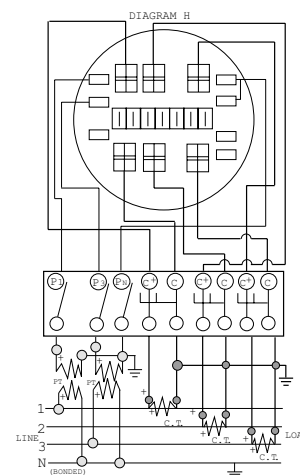 DIAGRAM H
P1 P3 PN C+ C C+ C C+ C
+ +
PT PT
+ +
1 +
+ C.T.
2 +
LINE + C.T. LOA
3 +
+ C.T.
N
(BONDED)